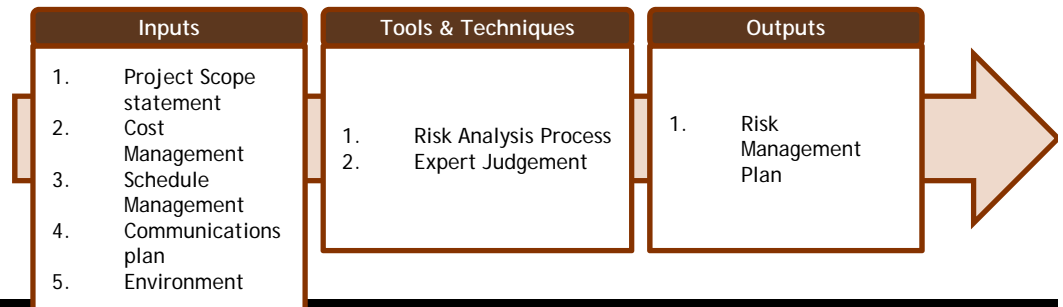 Inputs
1. Project Scope
statement
2. Cost
Management
3. Schedule
Management
4. Communications
plan
5. Environment
Tools & Techniques
1. Risk Analysis Process
2. Expert Judgement
Outputs
1. Risk
Management
Plan